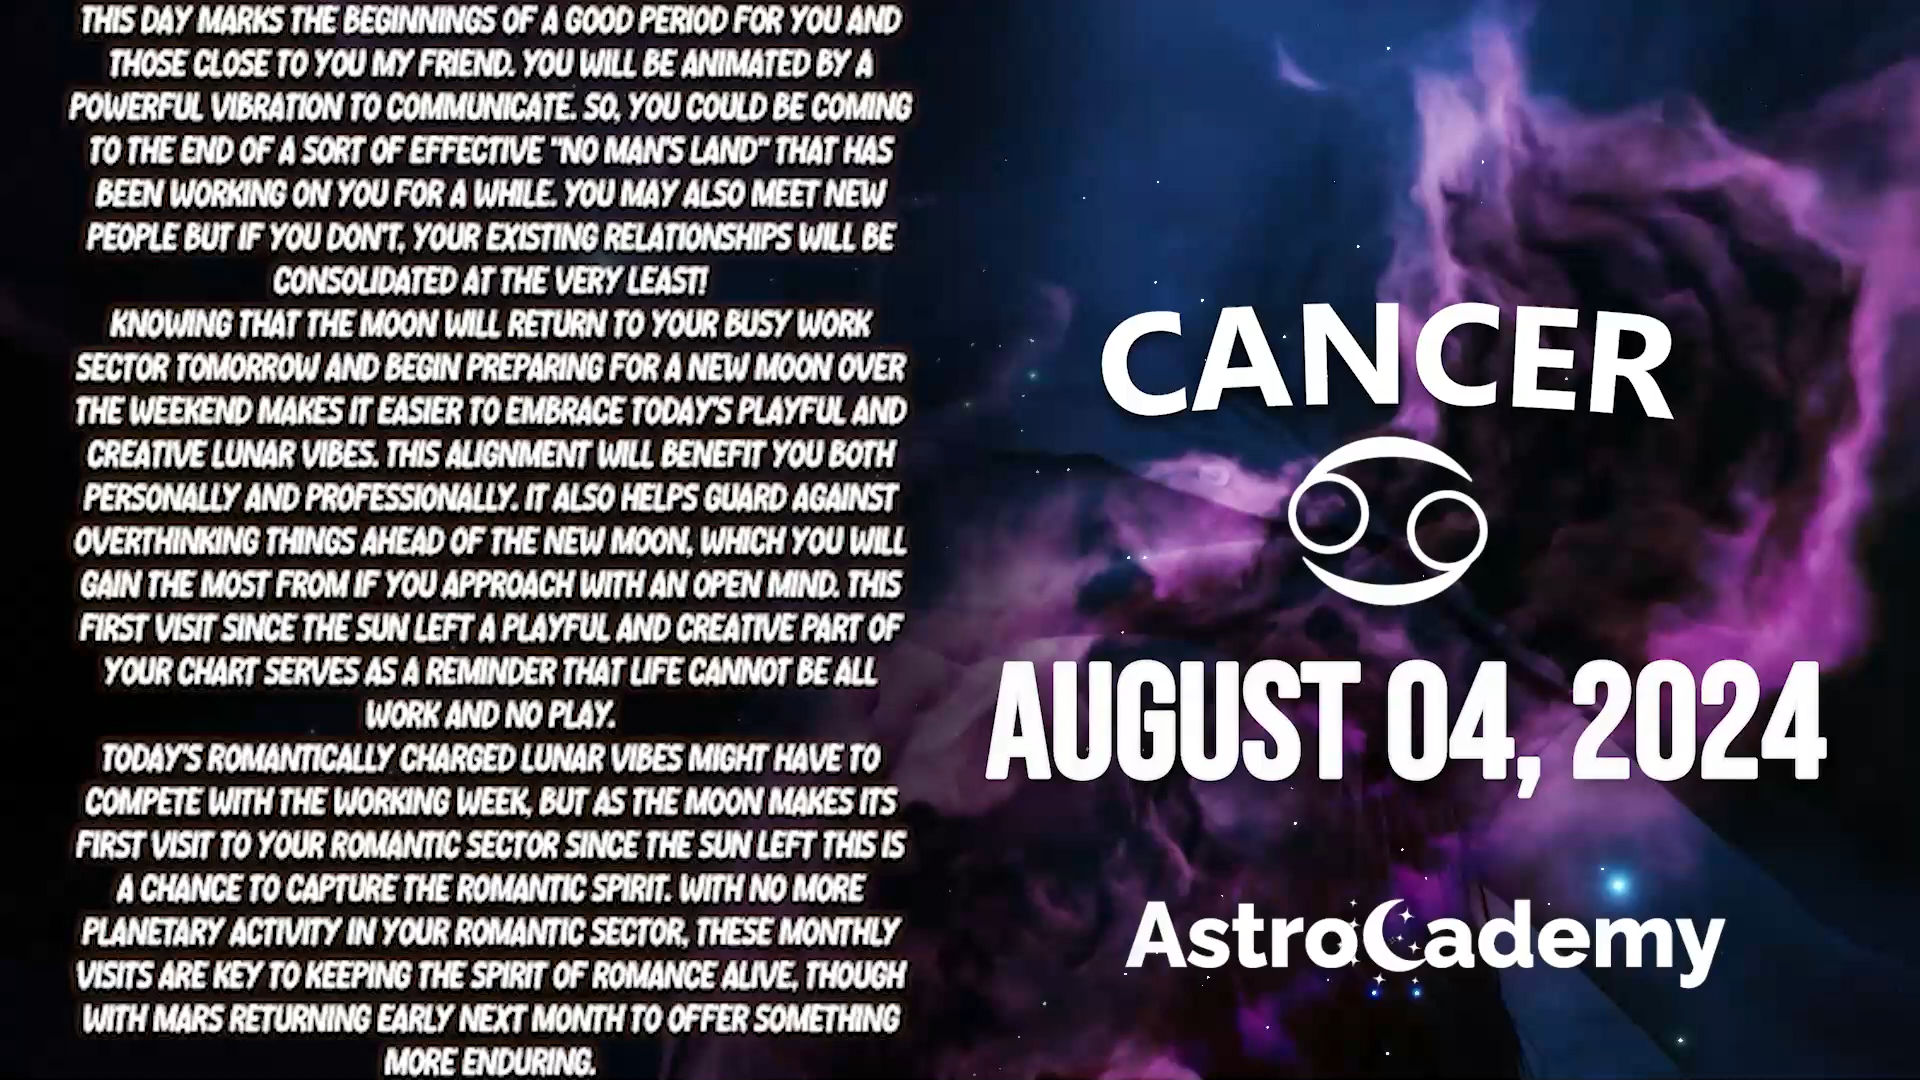 THIS DAY MARKS THE BEGINNINGS OF A GOOD PERIOD FOR YOU AND
THOSE CLOSE TO YOU MY FRIEND. YOU WILL BE ANIMATED BY A
POWERFUL VIBRATION TO COMMUNICATE. SO, YOU COULD BE COMING
TO THE END OF A SORT OF EFFECTIVE "NO MAN'S LAND" THAT HAS
BEEN WORKING ON YOU FOR A WHILE. YOU MAY ALSO MEET NEW
PEOPLE BUT IF YOU DON'T, YOUR EXISTING RELATIONSHIPS WILL BE
CONSOLIDATED AT THE VERY LEAST!
KNOWING THAT THE MOON WILL RETURN TO YOUR BUSY WORK
SECTOR TOMORROW AND BEGIN PREPARING FOR A NEW MOON OVER
THE WEEKEND MAKES IT EASIER TO EMBRACE TODAY'S PLAYFUL AND
CREATIVE LUNAR VIBES. THIS ALIGNMENT WILL BENEFIT YOU BOTH
PERSONALLY AND PROFESSIONALLY. IT ALSO HELPS GUARD AGAINST
OVERTHINKING THINGS AHEAD OF THE NEW MOON, WHICH YOU WILL
GAIN THE MOST FROM IF YOU APPROACH WITH AN OPEN MIND. THIS
FIRST VISIT SINCE THE SUN LEFT A PLAYFUL AND CREATIVE PART OF
YOUR CHART SERVES AS A REMINDER THAT LIFE CANNOT BE ALL
WORK AND NO PLAY.
TODAY'S ROMANTICALLY CHARGED LUNAR VIBES MIGHT HAVE TO
COMPETE WITH THE WORKING WEEK, BUT AS THE MOON MAKES ITS
FIRST VISIT TO YOUR ROMANTIC SECTOR SINCE THE SUN LEFT THIS IS
A CHANCE TO CAPTURE THE ROMANTIC SPIRIT. WITH NO MORE
PLANETARY ACTIVITY IN YOUR ROMANTIC SECTOR, THESE MONTHLY
VISITS ARE KEY TO KEEPING THE SPIRIT OF ROMANCE ALIVE, THOUGH
WITH MARS RETURNING EARLY NEXT MONTH TO OFFER SOMETHING
MORE ENDURING.
CANCER
AUGUST 04, 2024
AstroCademy